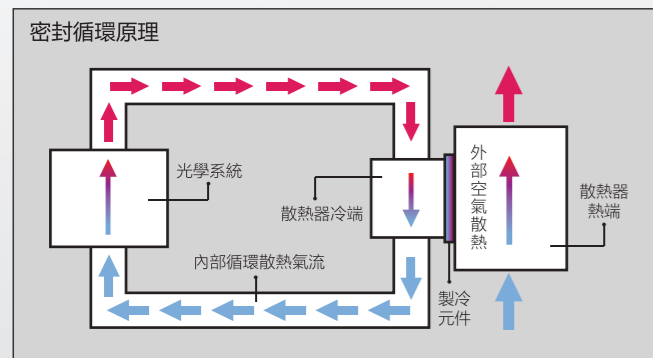 密封循環原理
光學系統
散熱器冷端
外部空氣散熱
散熱器
熱端
內部循環散熱氣流
製冷
元件